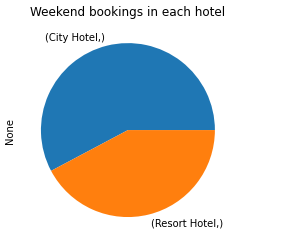 Weekend bookings in each hotel
(City Hotel,)
None
(Resort Hotel,)